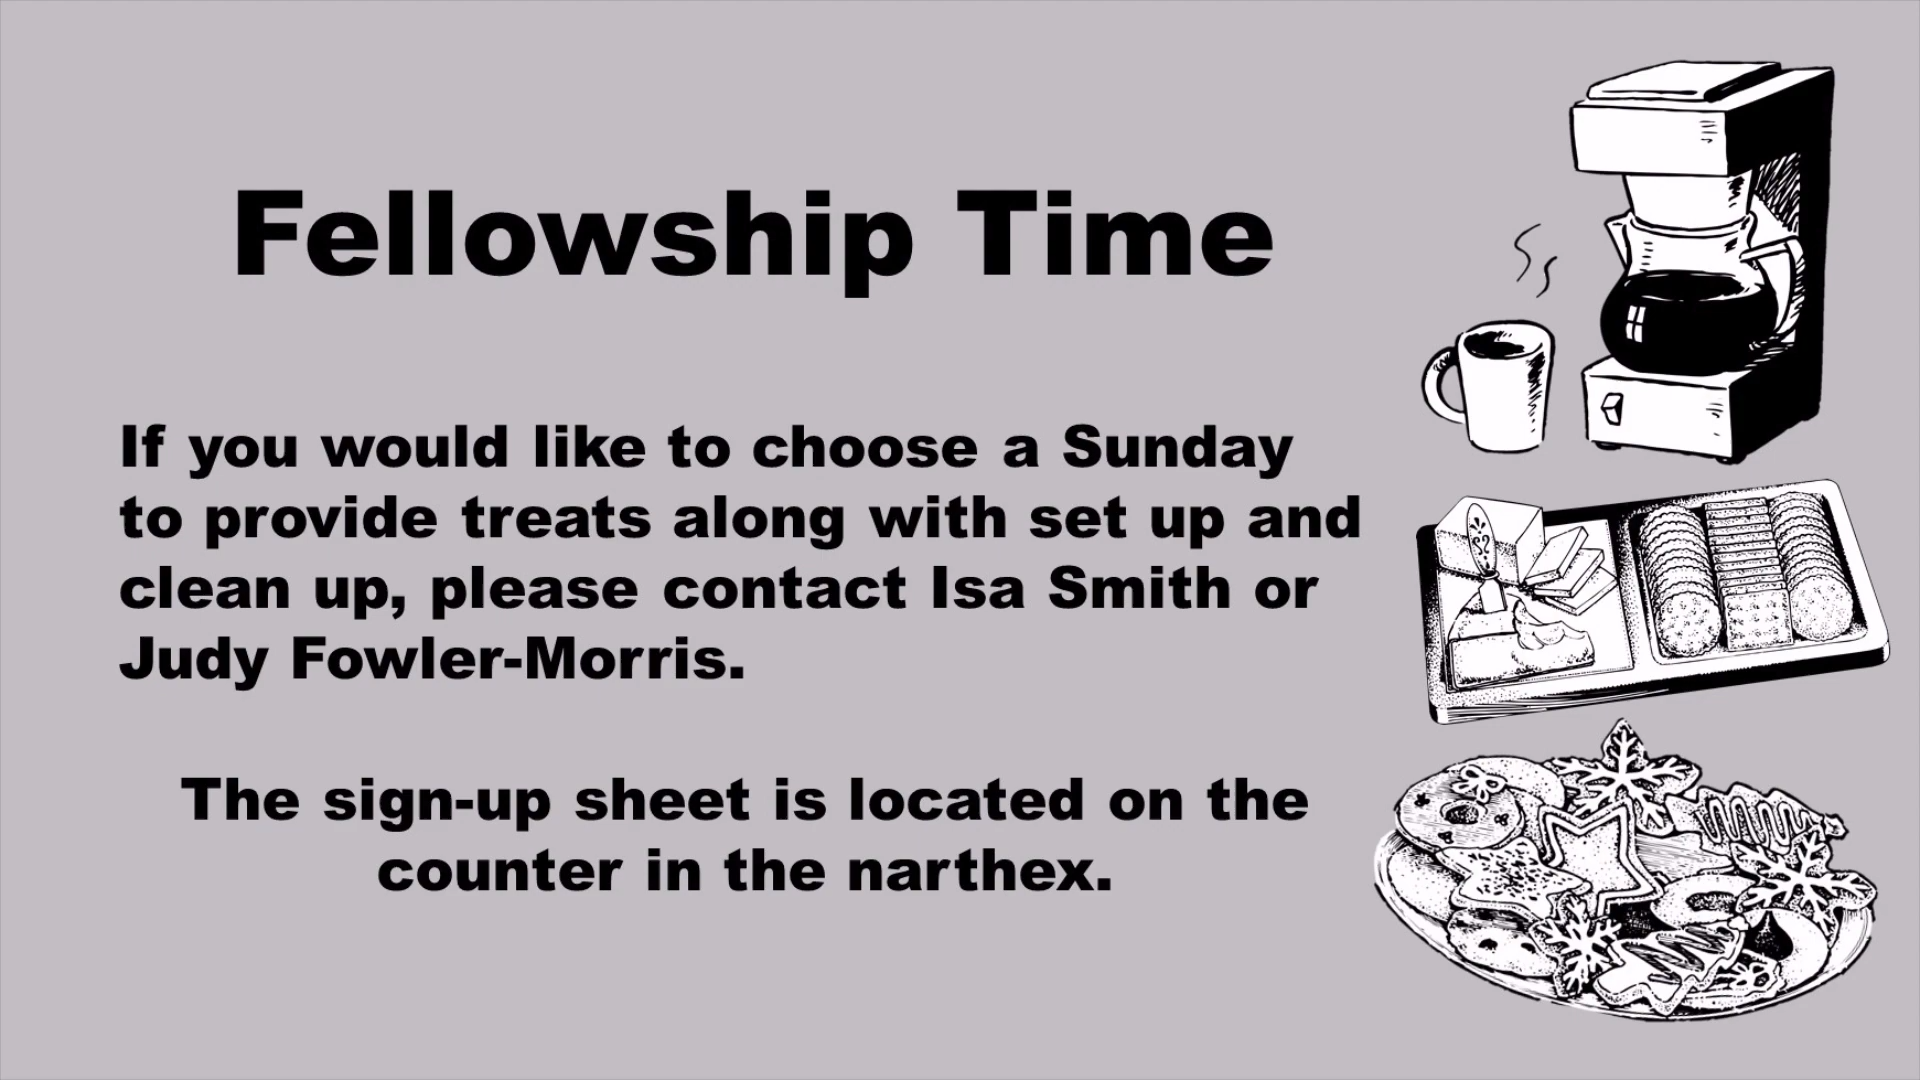 Fellowship Time
If you would like to choose a Sunday
to provide treats along with set up and
clean up, please contact Isa Smith or
Judy Fowler-Morris.
The sign-up sheet is located on the
counter in the narthex.